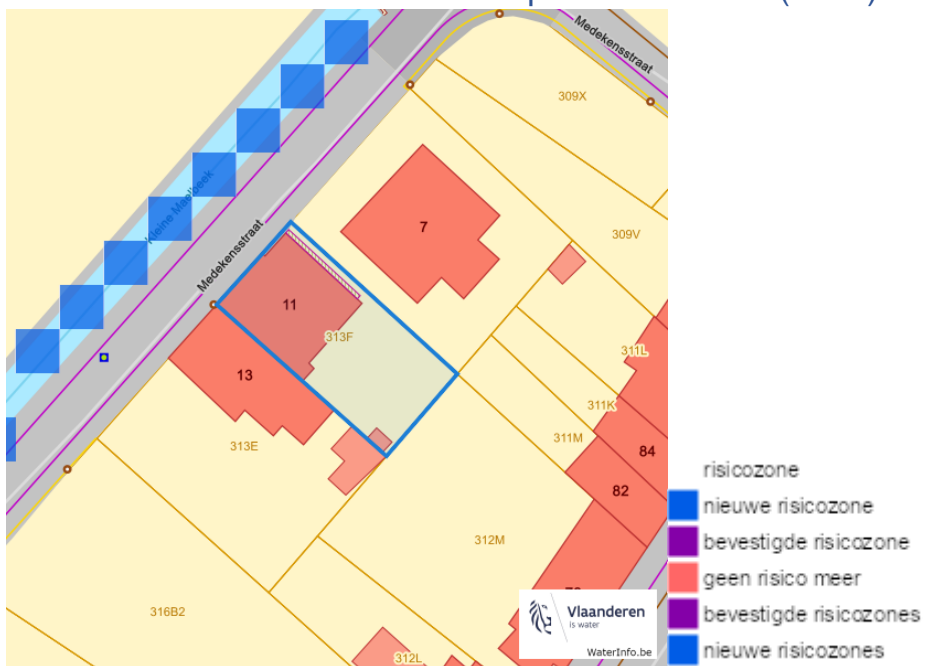 Medekensstraat
309X
Kleine Maelbeek
7
309V
Medekensstraat
11
313F
311L
13
311K
313E
311M
84
82
312M
316B2
312L
Vlaanderen
is water
WaterInfo.be
risicozone
nieuwe risicozone
bevestigde risicozone
geen risico meer
bevestigde risicozones
nieuwe risicozones